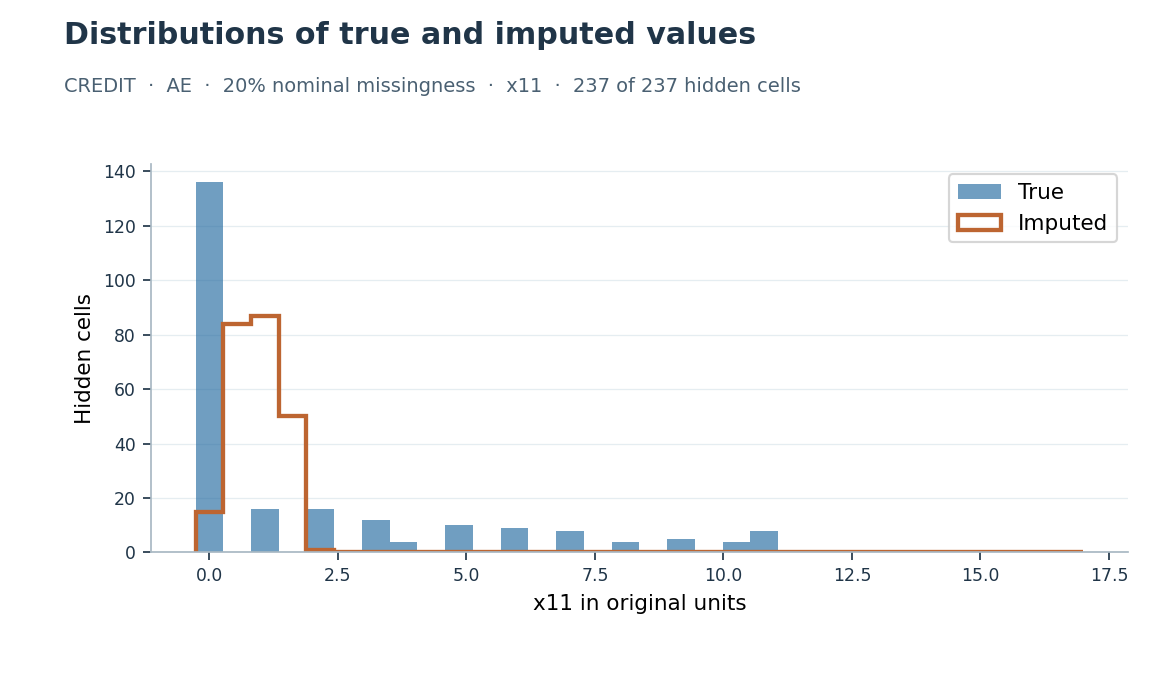 Distributions of true and imputed values
CREDIT · AE · 20% nominal missingness · x11 · 237 of 237 hidden cells
140
120
100
80
60
40
20
0
Hidden cells
True
Imputed
0.0 2.5 5.0 7.5 10.0 12.5 15.0 17.5
x11 in original units